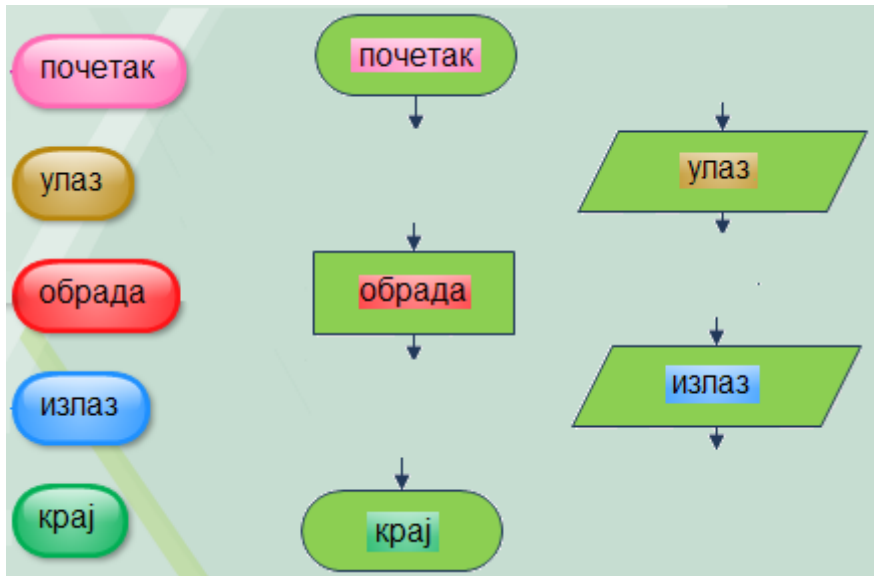 почетак
улаз
обрада
излаз
крај
почетак
улаз
обрада
излаз
крај